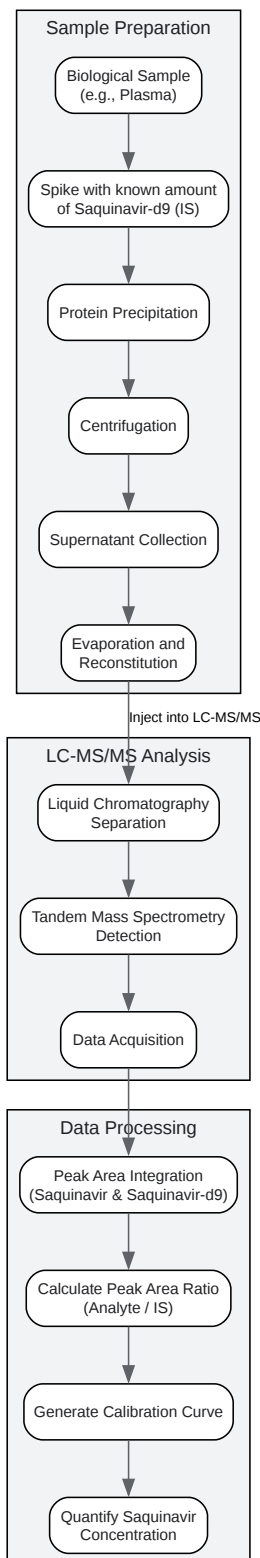 Sample Preparation
Biological Sample
(e.g., Plasma)
Spike with known amount
of Saquinavir-d9 (IS)
Protein Precipitation
Centrifugation
Supernatant Collection
Evaporation and
Reconstitution
Inject into LC-MS/MS
LC-MS/MS Analysis
Liquid Chromatography
Separation
Tandem Mass Spectrometry
Detection
Data Acquisition
Data Processing
Peak Area Integration
(Saquinavir & Saquinavir-d9)
Calculate Peak Area Ratio
(Analyte / IS)
Generate Calibration Curve
Quantify Saquinavir
Concentration